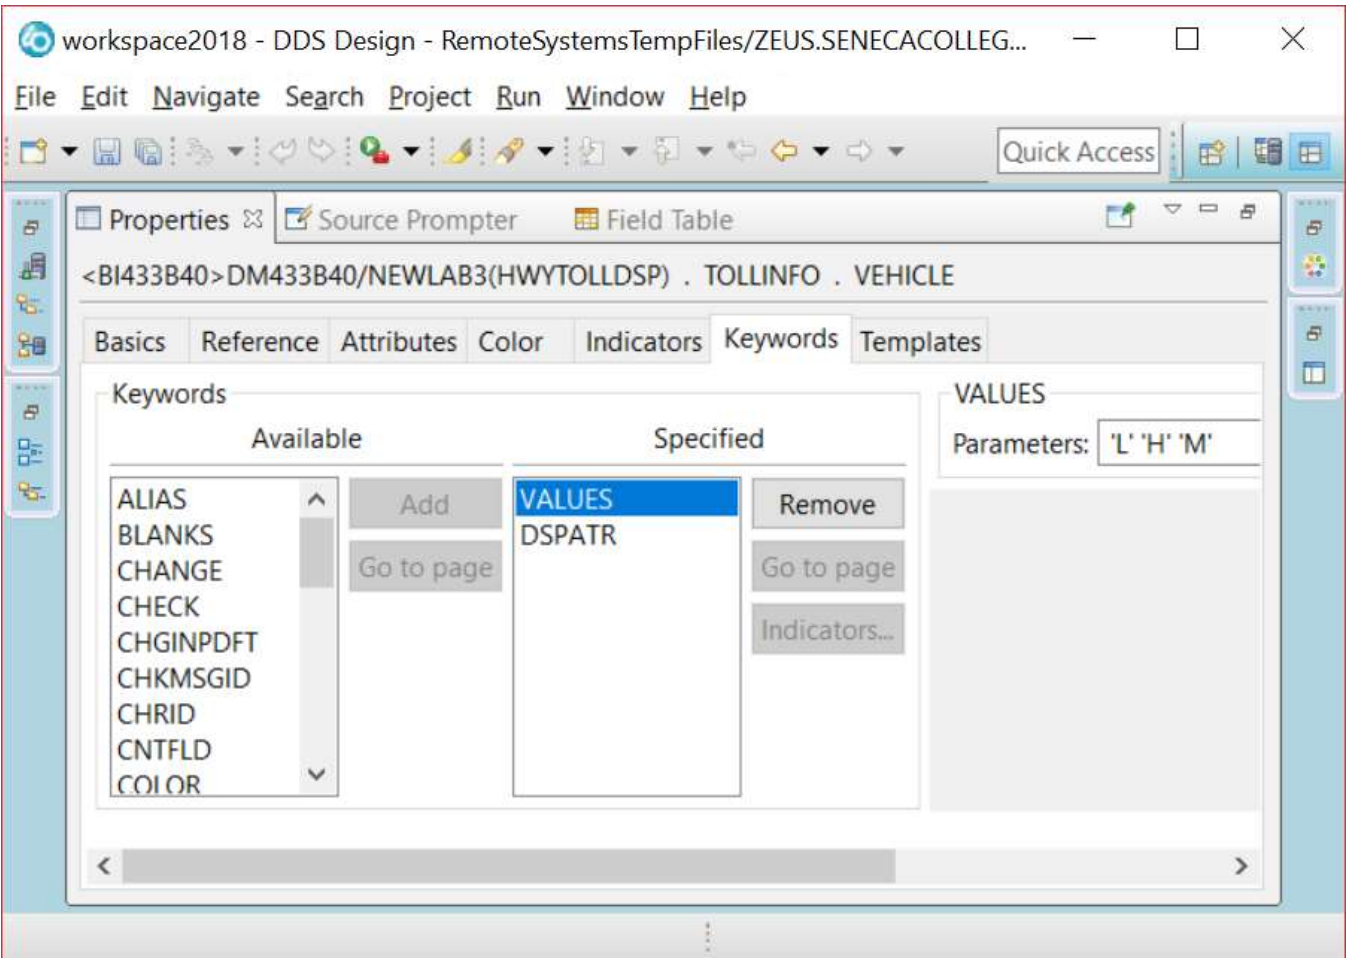 workspace2018 - DDS Design - RemoteSystemsTempFiles/ZEUS.SENECACOLLEG...
File Edit Navigate Search Project Run Window Help
Quick Access
Properties Source Prompter Field Table
<BI433B40>DM433B40/NEWLAB3(HWYTOLLDSP) . TOLLINFO . VEHICLE
Basics Reference Attributes Color Indicators Keywords Templates
Keywords VALUES
Available Specified Parameters: 'L' 'H' 'M'
ALIAS Add VALUES Remove
BLANKS DSPATR
CHANGE Go to page Go to page
CHECK
CHGINPDFT Indicators...
CHKMSGID
CHRID
CNTFLD
COLOR